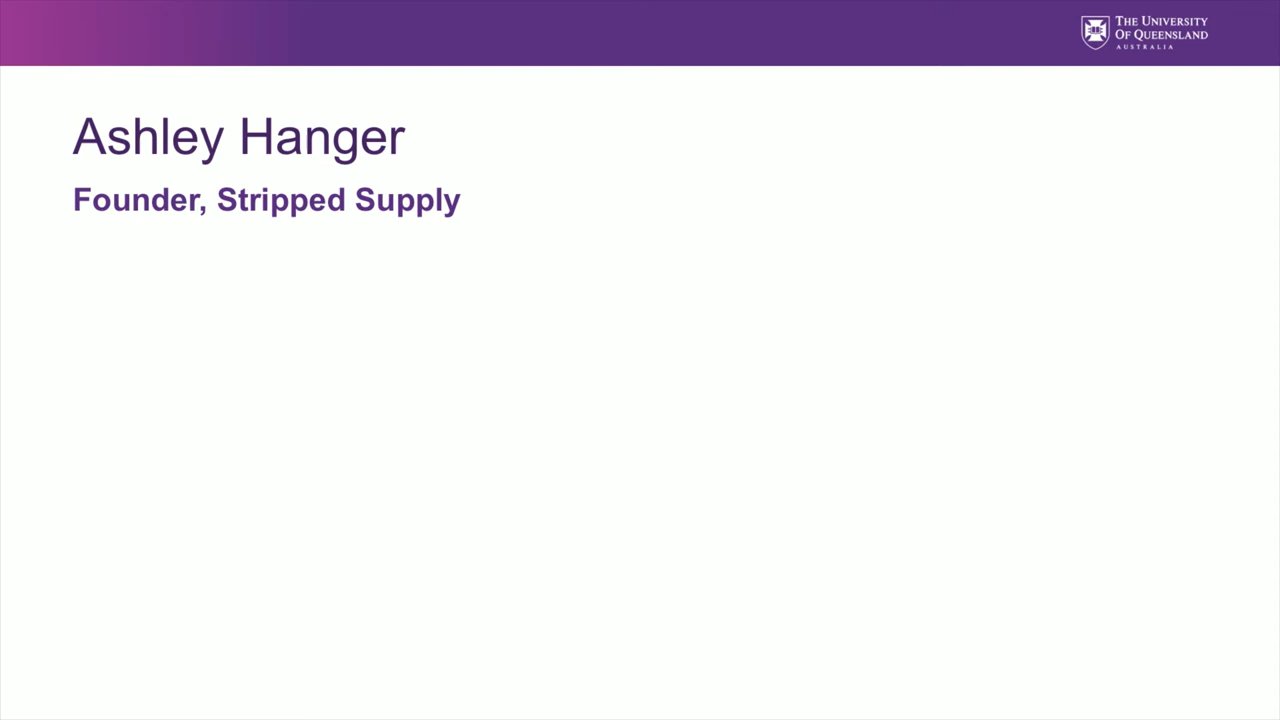 THE UNIVERSITY
OF QUEENSLAND
AUSTRALIA
Ashley Hanger
Founder, Stripped Supply